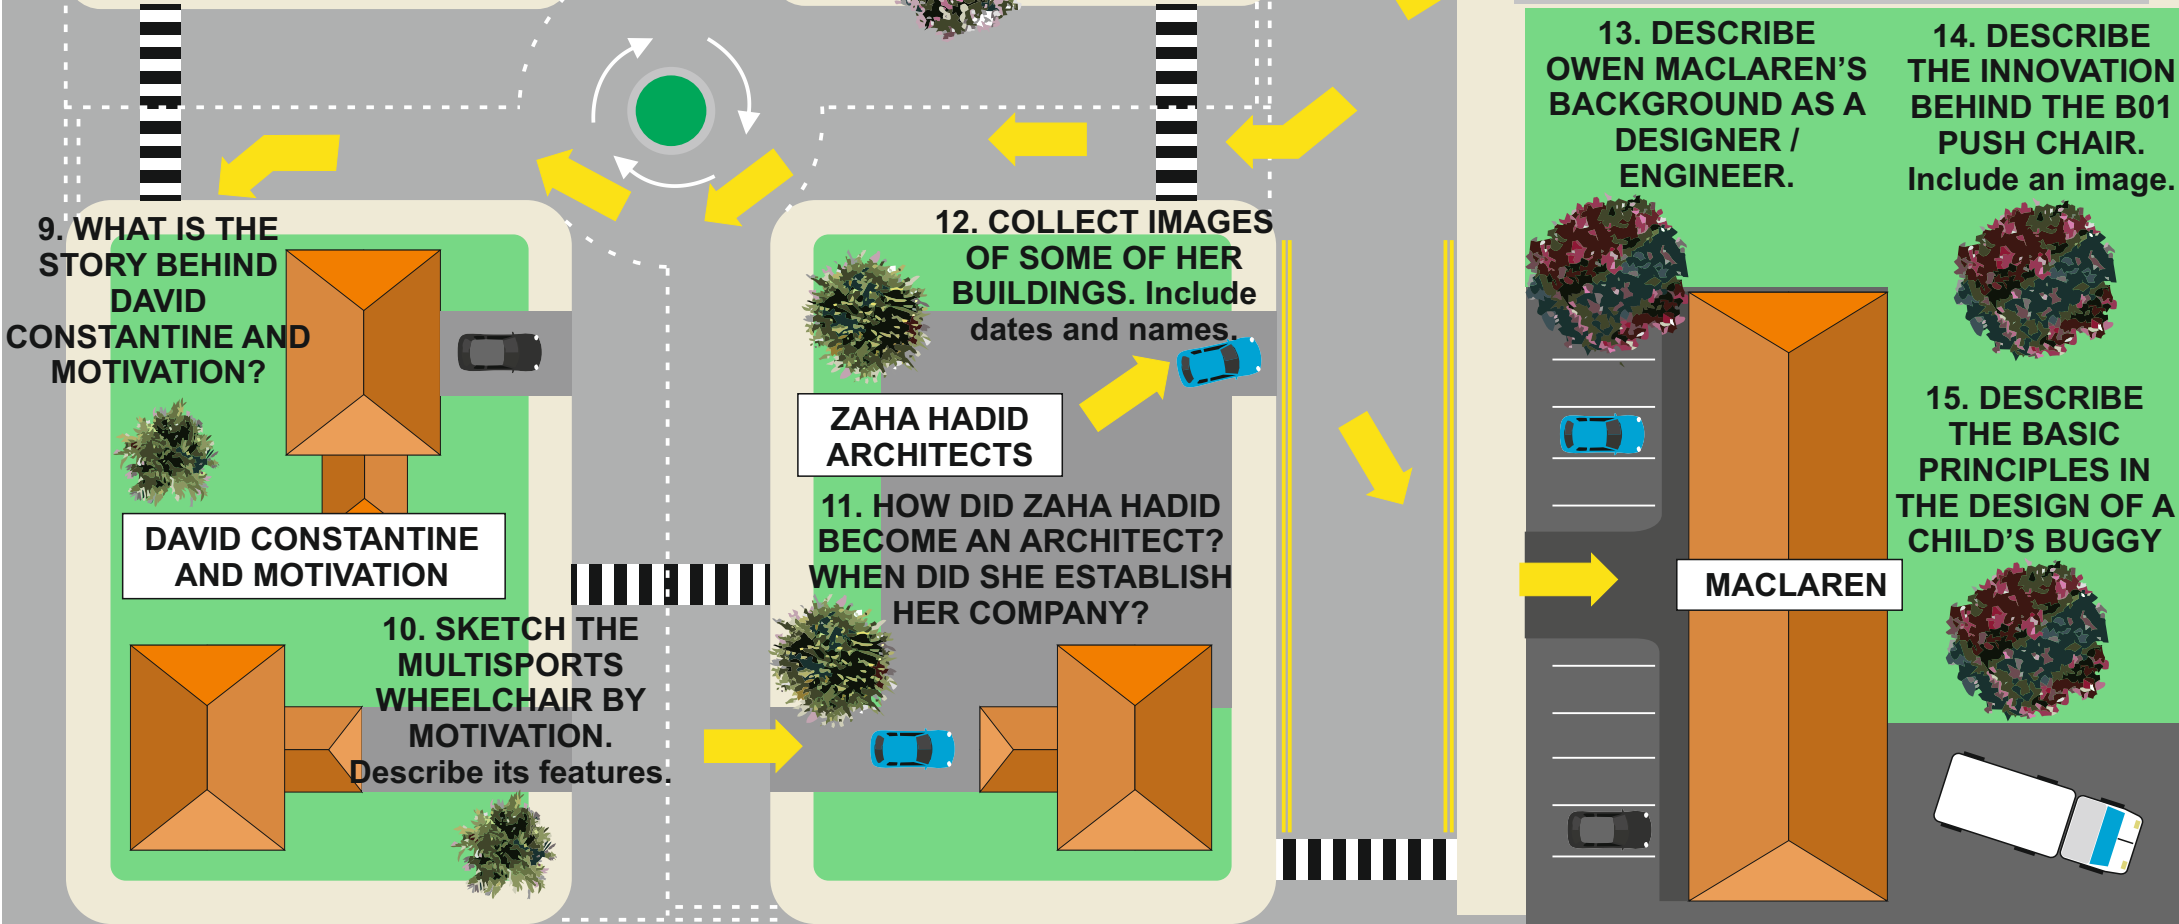 9. WHAT IS THE
STORY BEHIND
DAVID
CONSTANTINE AND
MOTIVATION?
DAVID CONSTANTINE
AND MOTIVATION
10. SKETCH THE
MULTISPORTS
WHEELCHAIR BY
MOTIVATION.
Describe its features.
12. COLLECT IMAGES
OF SOME OF HER
BUILDINGS. Include
dates and names.
ZAHA HADID
ARCHITECTS
11. HOW DID ZAHA HADID
BECOME AN ARCHITECT?
WHEN DID SHE ESTABLISH
HER COMPANY?
13. DESCRIBE
OWEN MACLAREN'S
BACKGROUND AS A
DESIGNER /
ENGINEER.
14. DESCRIBE
THE INNOVATION
BEHIND THE B01
PUSH CHAIR.
Include an image.
15. DESCRIBE
THE BASIC
PRINCIPLES IN
THE DESIGN OF A
CHILD'S BUGGY
MACLAREN